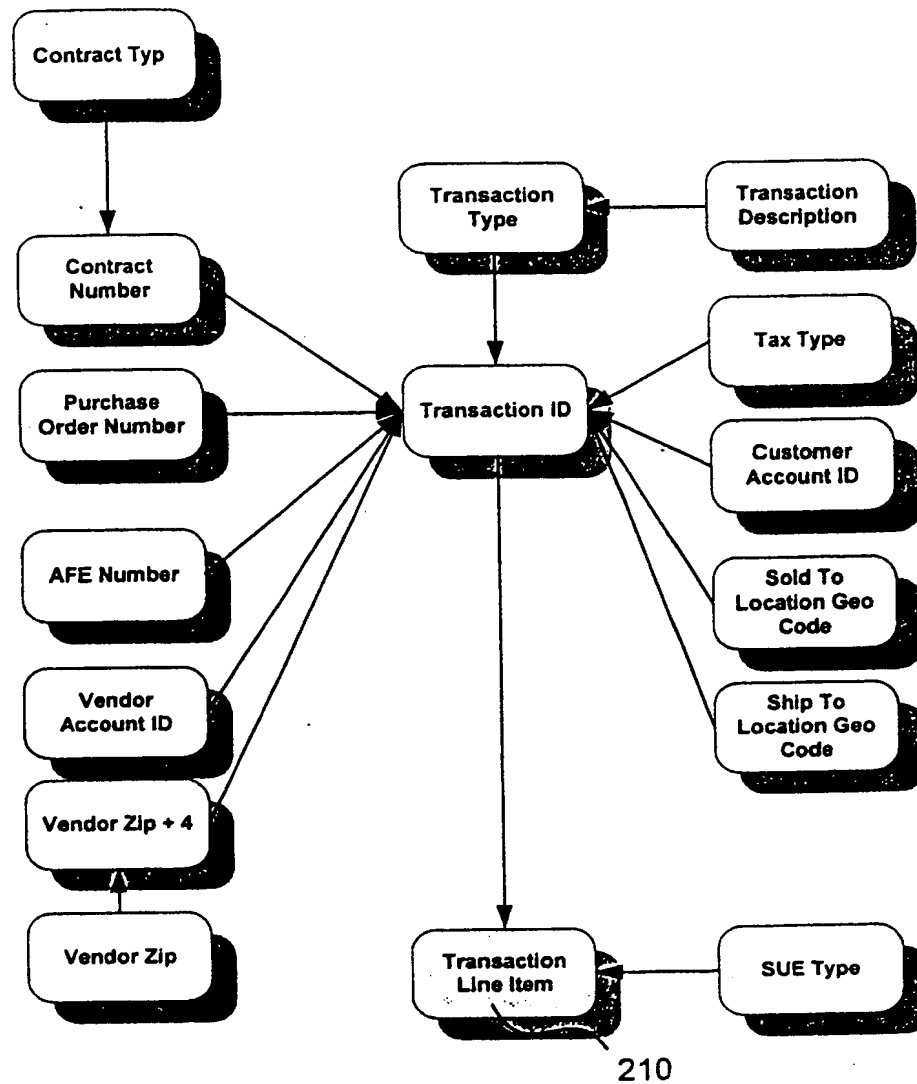 Contract Typ
Contract
Number
Purchase
Order Number
AFE Number
Vendor
Account ID
Vendor Zip + 4
Vendor Zip
Transaction
Type
Transaction ID
Transaction
Line Item
210
Transaction
Description
Tax Type
Customer
Account ID
Sold To
Location Geo
Code
Ship To
Location Geo
Code
SUE Type